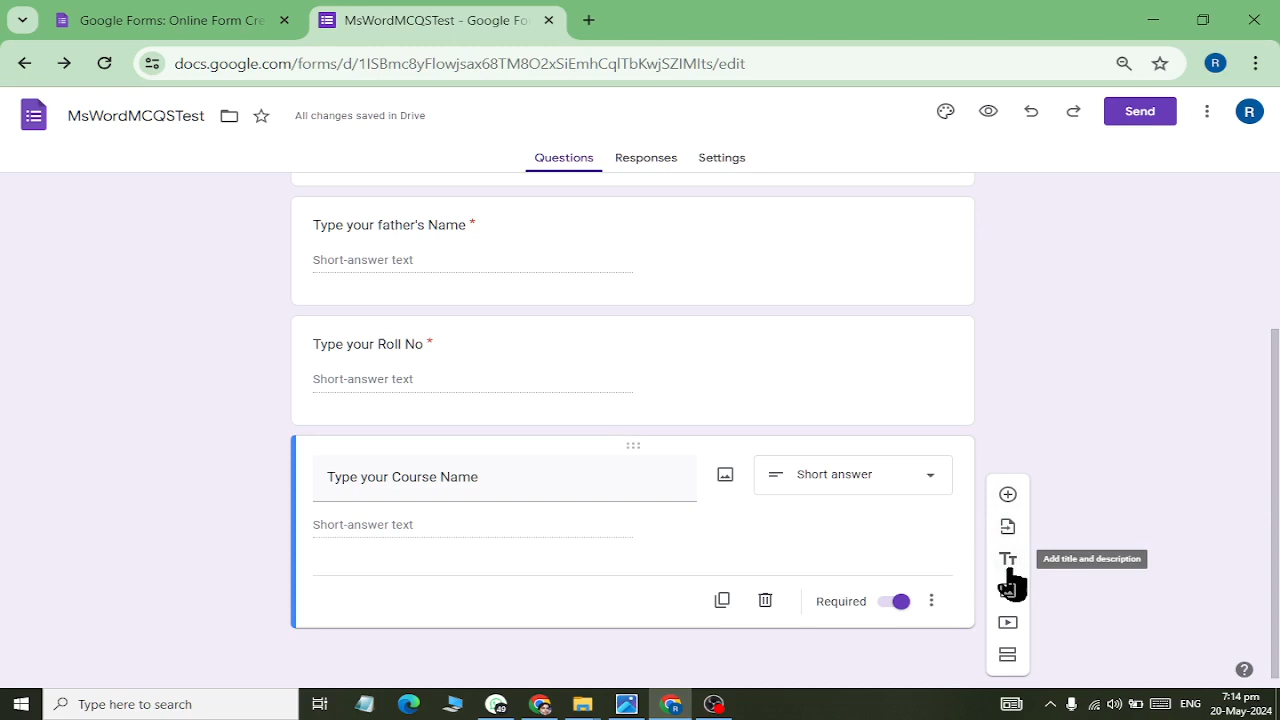 Google Forms: Online Form Cre
MsWordMCQSTest - Google Fo
docs.google.com/forms/d/1ISBmc8yFlowjsax68TM8O2xSiEmhCqlTbKwjSZIMIts/edit
R
MsWordMCQSTest
All changes saved in Drive
Send
R
Questions
Responses
Settings
Type your father's Name *
Short-answer text
Type your Roll No *
Short-answer text
Type your Course Name
Short answer
Short-answer text
Tт
Add title and description
Required
Type here to search
49
R
ENG
7:14 pm
20-May-2024